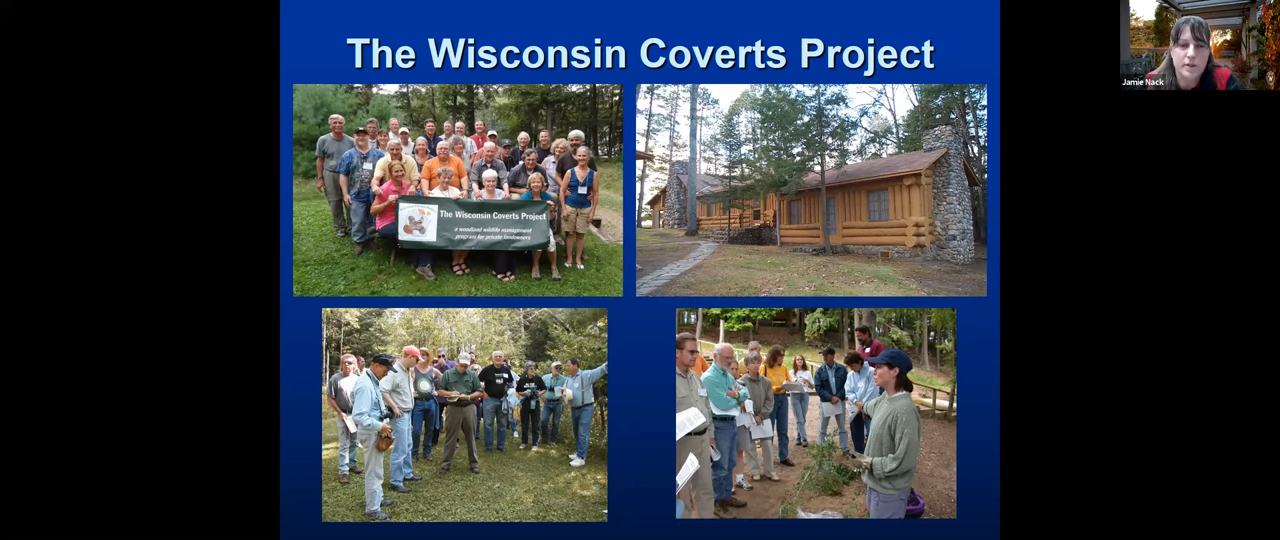 The Wisconsin Coverts Project
Jamie Nack
The Wisconsin Coverts Project
a woodland wildlife management
program for private landowners